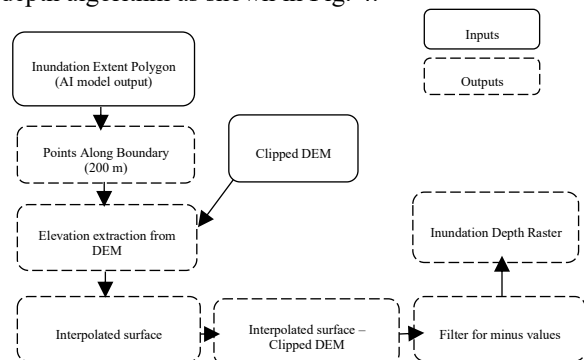 depth algorithm as shown in Fig.
Inputs
Outputs
Inundation Extent Polygon
(AI model output)
Points Along Boundary
(200 m)
Clipped DEM
Elevation extraction from
DEM
Inundation Depth Raster
Interpolated surface
Interpolated surface –
Clipped DEM
Filter for minus values